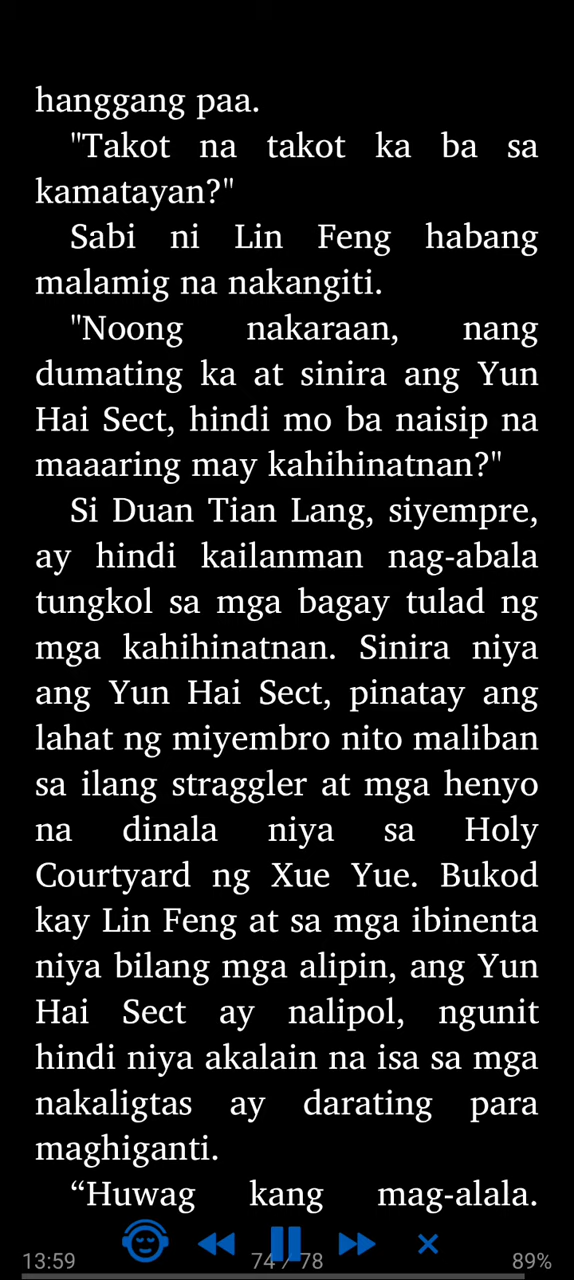 hanggang paa.
"Takot na takot ka ba sa
kamatayan?"
Sabi ni Lin Feng habang
malamig na nakangiti.
"Noong nakaraan, nang
dumating ka at sinira ang Yun
Hai Sect, hindi mo ba naisip na
maaaring may kahihinatnan?"
Si Duan Tian Lang, siyempre,
ay hindi kailanman nag-abala
tungkol sa mga bagay tulad ng
mga kahihinatnan. Sinira niya
ang Yun Hai Sect, pinatay ang
lahat ng miyembro nito maliban
sa ilang straggler at mga henyo
na dinala niya sa Holy
Courtyard ng Xue Yue. Bukod
kay Lin Feng at sa mga ibinenta
niya bilang mga alipin, ang Yun
Hai Sect ay nalipol, ngunit
hindi niya akalain na isa sa mga
nakaligtas ay darating para
maghiganti.
“Huwag kang mag-alala.
13:59 74 / 78 89%